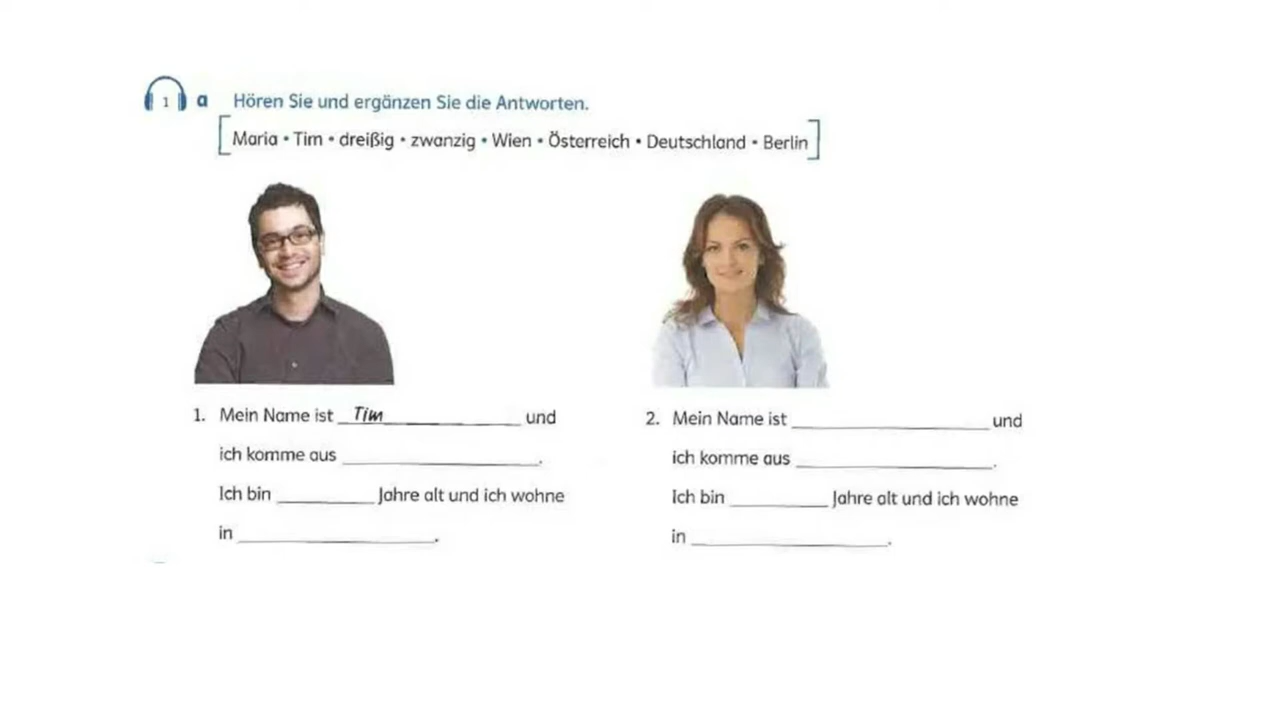 1 a Hören Sie und ergänzen Sie die Antworten.
[Maria • Tim • dreißig • zwanzig • Wien • Österreich • Deutschland • Berlin]
1. Mein Name ist Tim und
ich komme aus .
Ich bin Jahre alt und ich wohne
in .
2. Mein Name ist und
ich komme aus .
Ich bin Jahre alt und ich wohne
in .